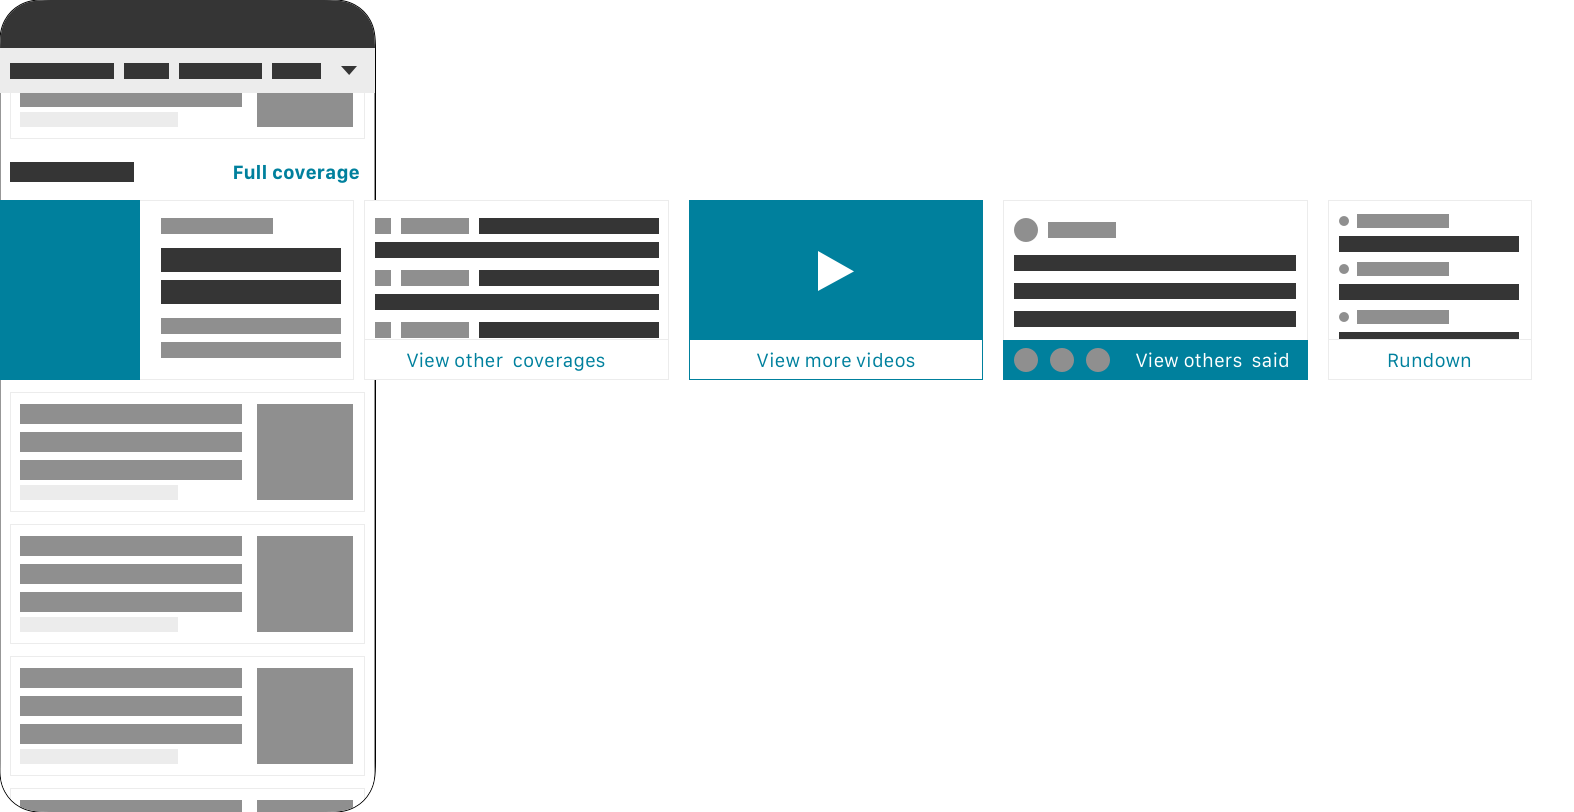 Full coverage
View other coverages
View more videos
View others said
Rundown